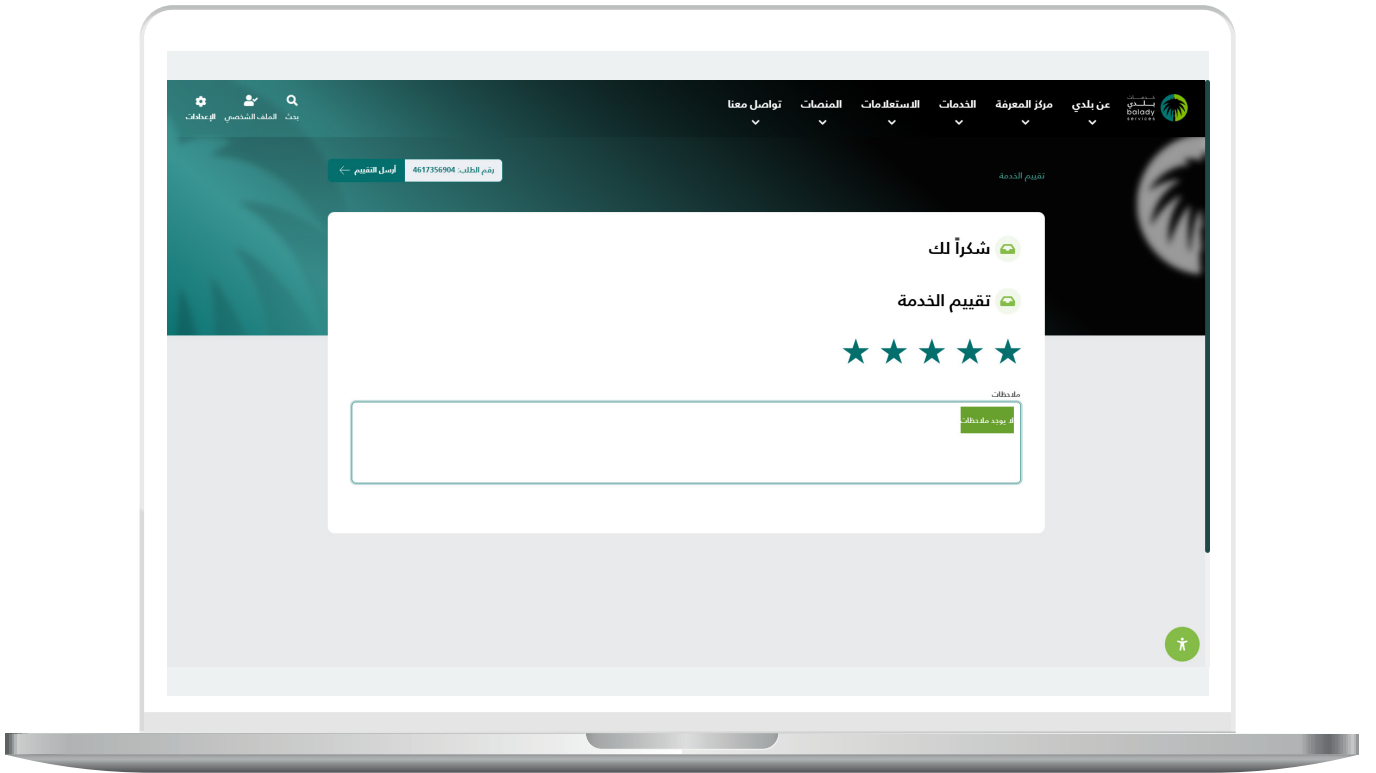 خدمات
بلدي
balady
services
عن بلدي
مركز المعرفة
الخدمات
الاستعلامات
المنصات
تواصل معنا
بحث
الملف الشخصي
الإعدادات
تقييم الخدمة
رقم الطلب: 4617356904
أرسل التقييم
شكراً لك
تقييم الخدمة
ملاحظات
لا يوجد ملاحظات